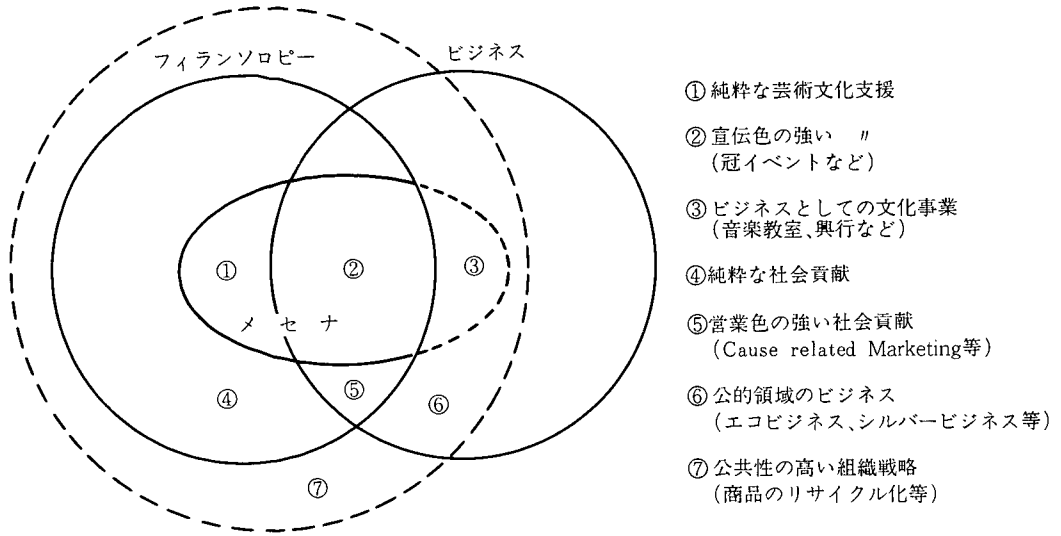 フィランソロピー
ビジネス
①
②
③
メセナ
④
⑤
⑥
⑦
①純粋な芸術文化支援
②宣伝色の強い 〃
(冠イベントなど)
③ビジネスとしての文化事業
(音楽教室、興行など)
④純粋な社会貢献
⑤営業色の強い社会貢献
(Cause related Marketing等)
⑥公的領域のビジネス
(エコビジネス、シルバービジネス等)
⑦公共性の高い組織戦略
(商品のリサイクル化等)